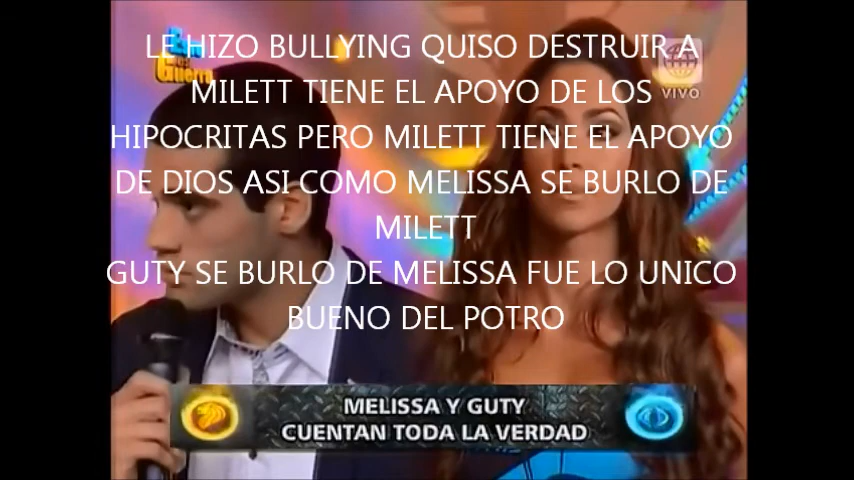 LE HIZO BULLYING QUISO DESTRUIR A
MILETT TIENE EL APOYO DE LOS
HIPOCRITAS PERO MILETT TIENE EL APOYO
DE DIOS ASI COMO MELISSA SE BURLO DE
MILETT
GUTY SE BURLO DE MELISSA FUE LO UNICO
BUENO DEL POTRO
Guerra
VIVO
MELISSA Y GUTY
CUENTAN TODA LA VERDAD